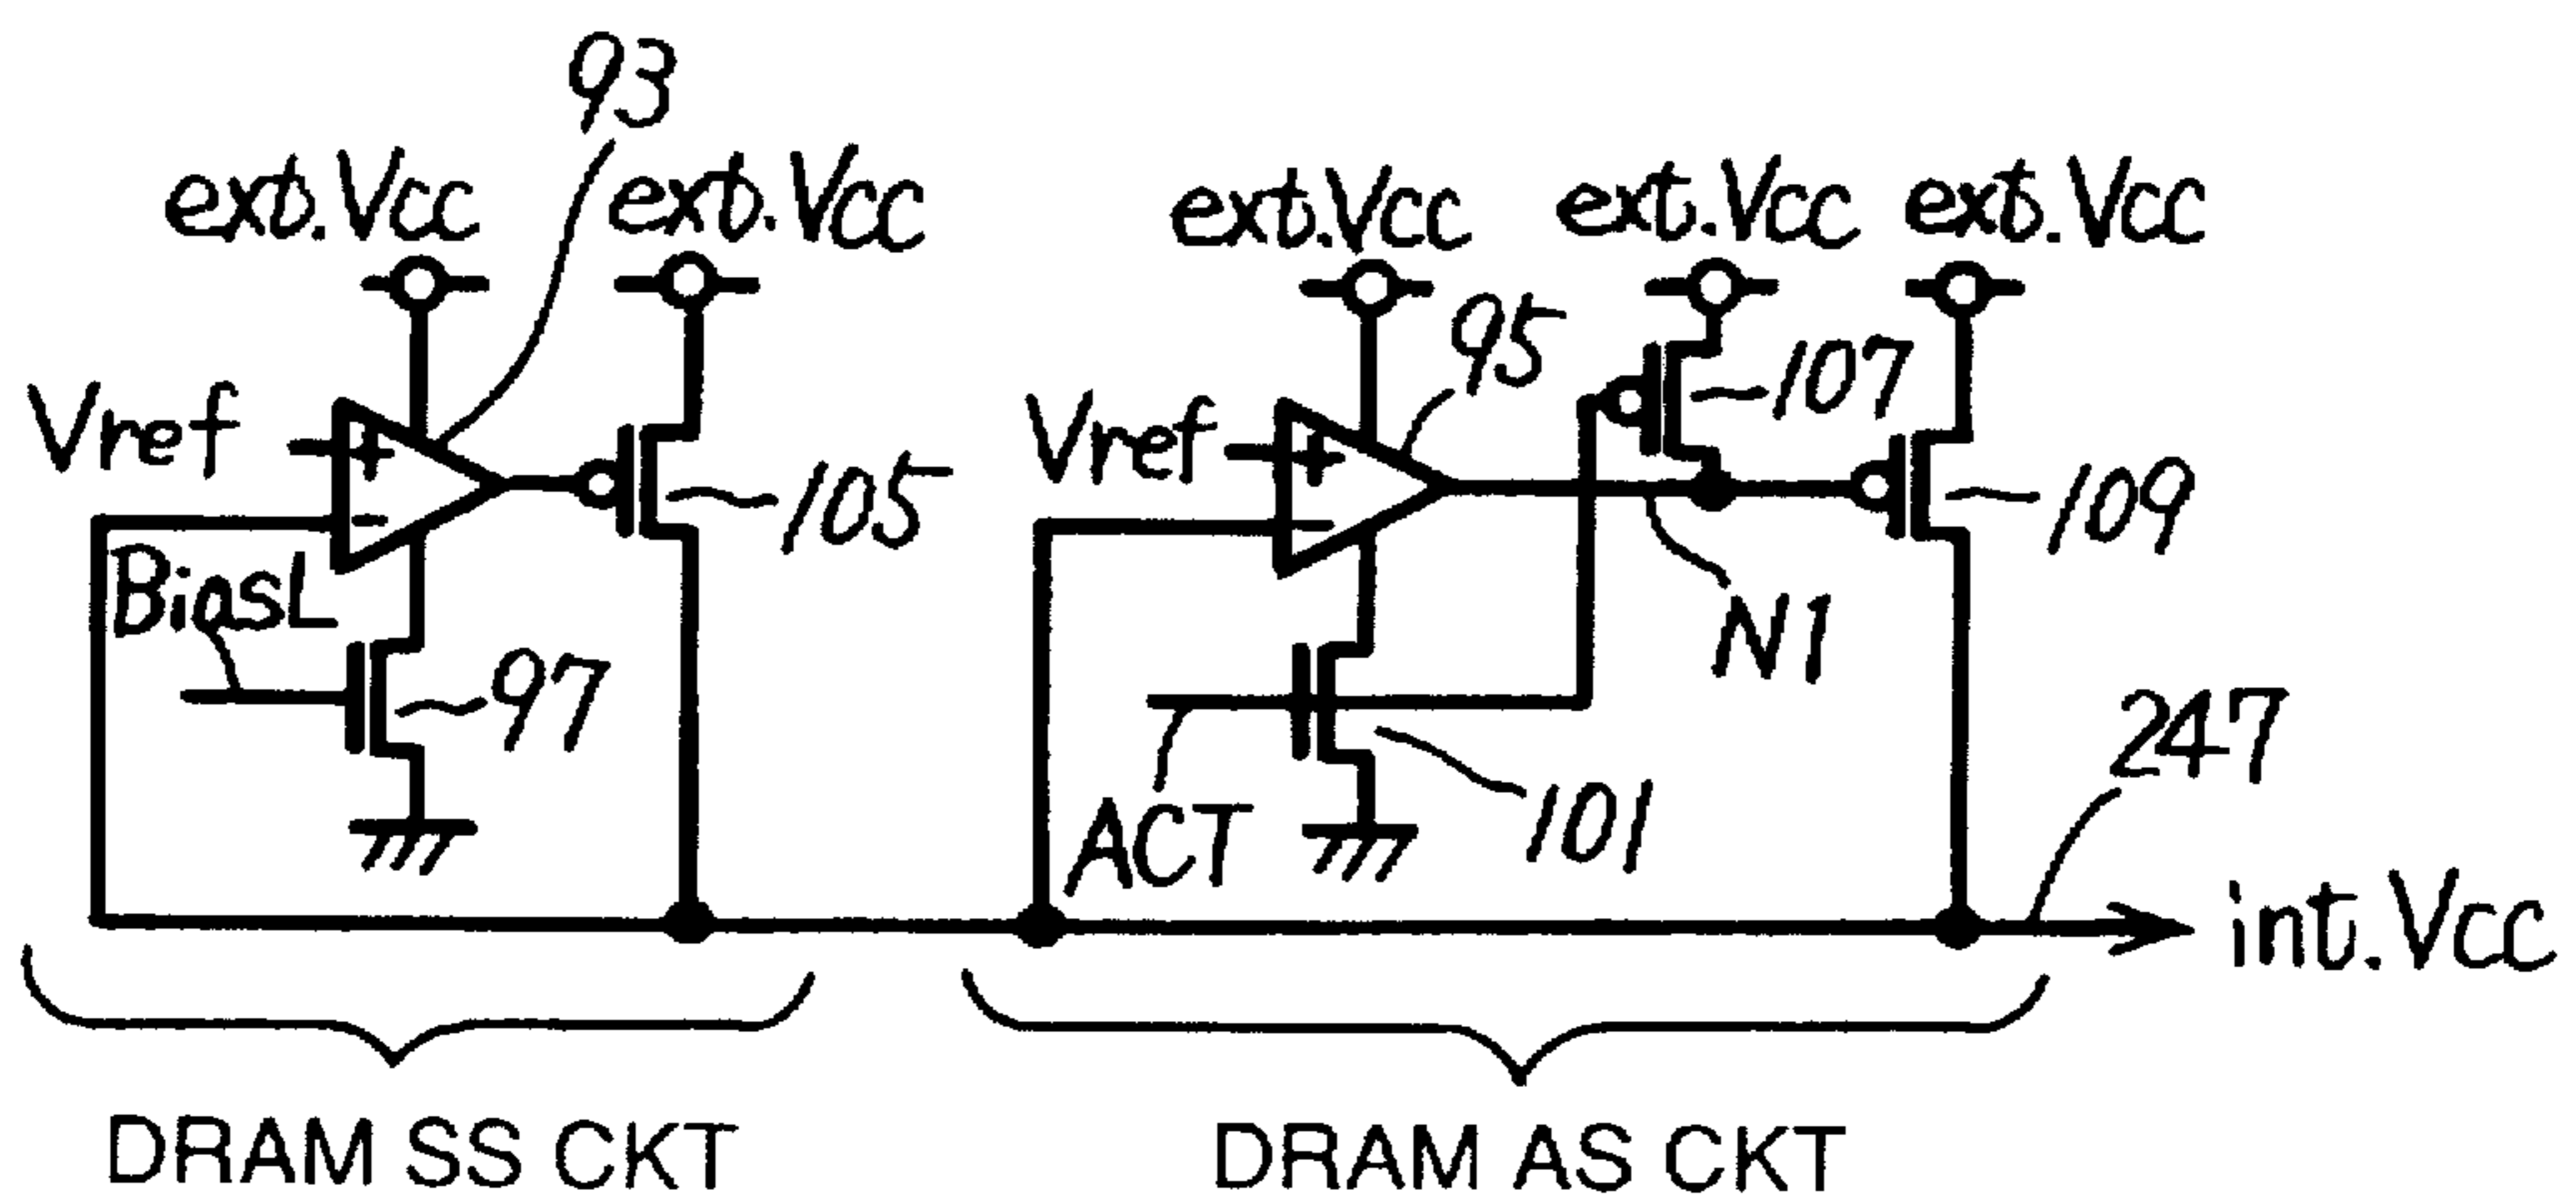 93
ext.Vcc ext.Vcc ext.Vcc ext.Vcc ext.Vcc
95
107
Vref + Vref +
105 109
- -
BiasL
N1
97
247
ACT 101
int.Vcc
DRAM SS CKT DRAM AS CKT